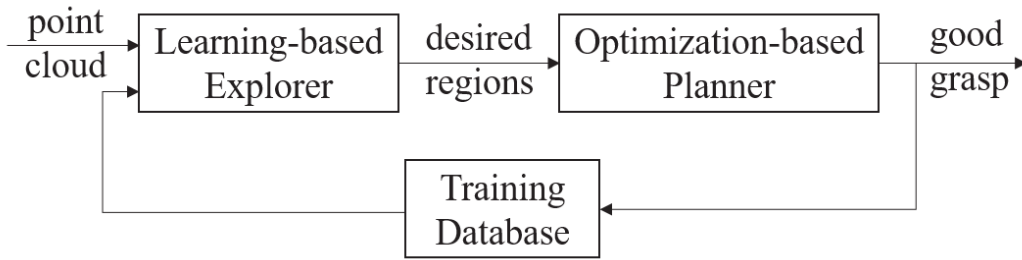 point
cloud
Learning-based
Explorer
desired
regions
Optimization-based
Planner
good
grasp
Training
Database